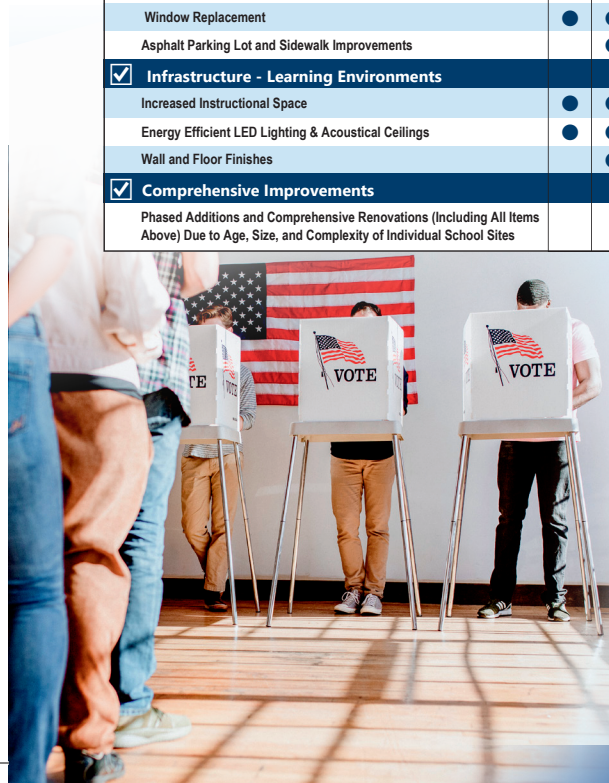 Window Replacement
Asphalt Parking Lot and Sidewalk Improvements
Infrastructure - Learning Environments
Increased Instructional Space
Energy Efficient LED Lighting & Acoustical Ceilings
Wall and Floor Finishes
Comprehensive Improvements
Phased Additions and Comprehensive Renovations (Including All Items
Above) Due to Age, Size, and Complexity of Individual School Sites
TE
VOTE
VOTE
VOTE